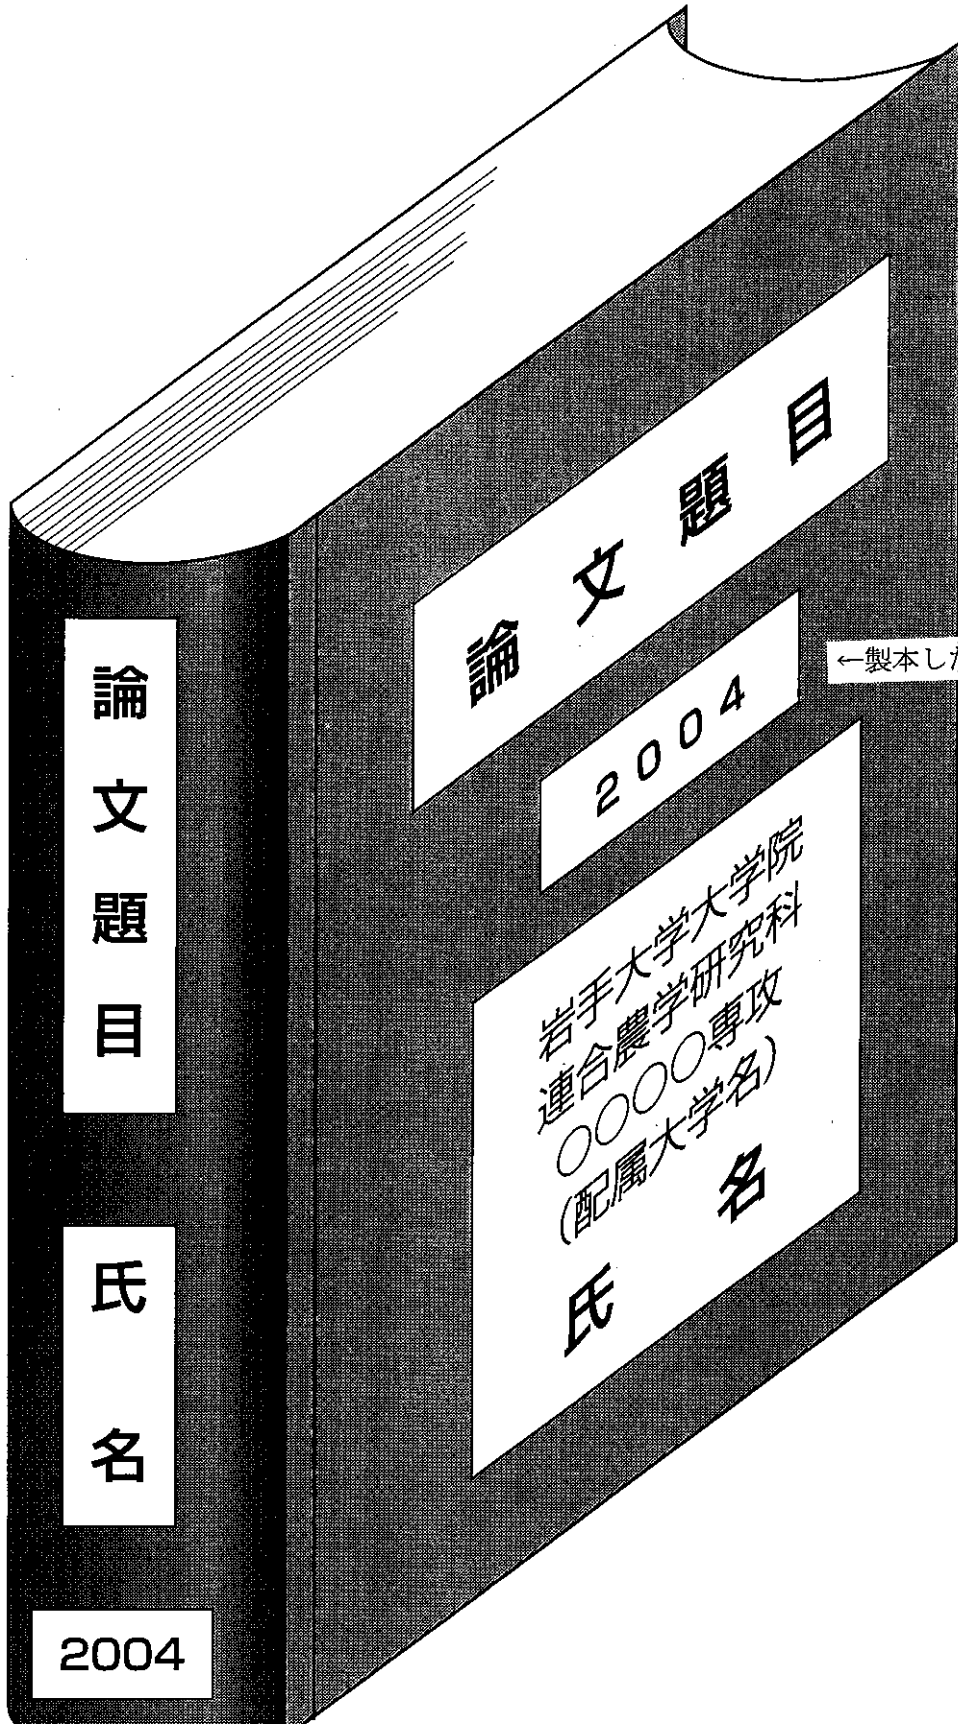 論文題目
氏名
2004
論文題目
2004
←製本した
岩手大学大学院
連合農学研究科
○○○○専攻
(配属大学名)
氏名